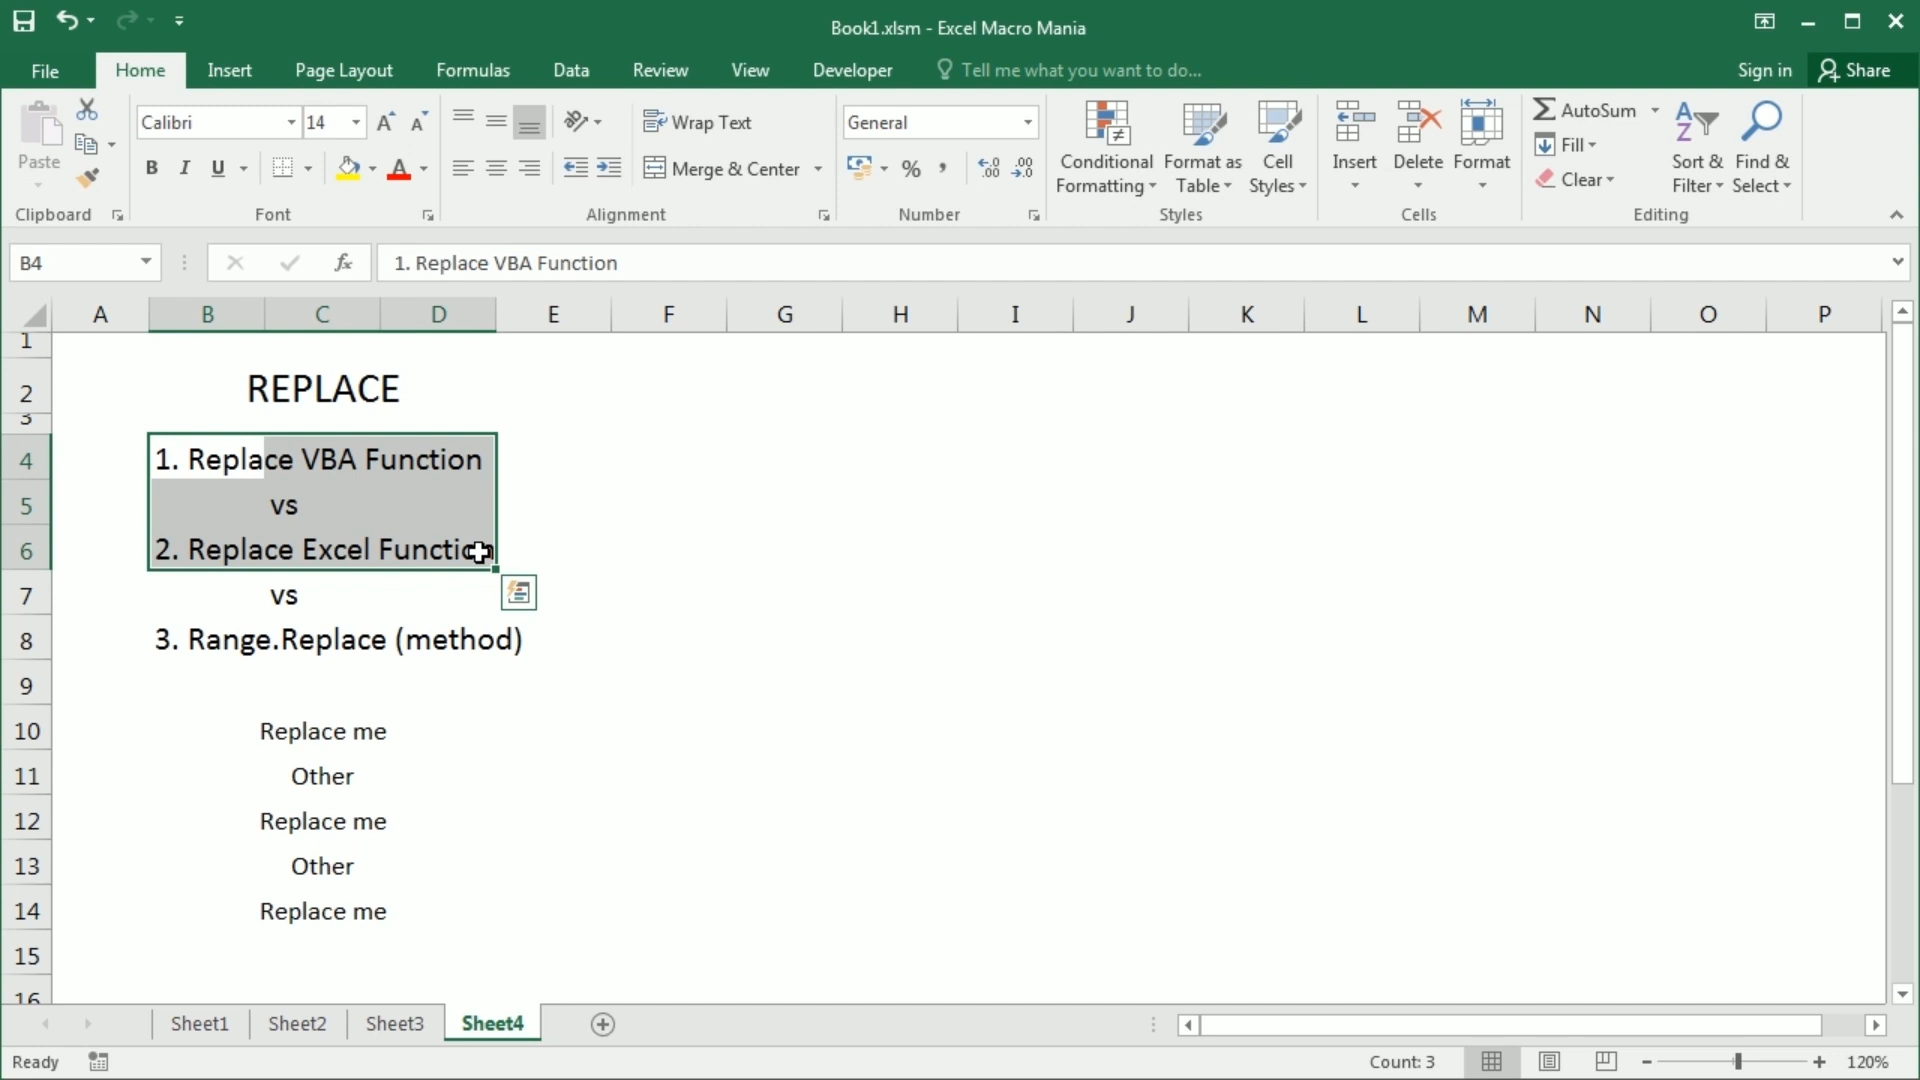 Book1.xlsm - Excel Macro Mania
File Home Insert Page Layout Formulas Data Review View Developer Tell me what you want to do... Sign in Share
Paste
Clipboard
Calibri 14
B I U A
Font
Wrap Text
Merge & Center
Alignment
General
% ,
Number
Conditional Formatting
Format as Table
Cell Styles
Styles
Insert Delete Format
Cells
AutoSum
Fill
Clear
Sort & Filter
Find & Select
Editing
B4 fx 1. Replace VBA Function
A B C D E F G H I J K L M N O P
1
2 REPLACE
3
4 1. Replace VBA Function
5 vs
6 2. Replace Excel Function
7 vs
8 3. Range.Replace (method)
9
10 Replace me
11 Other
12 Replace me
13 Other
14 Replace me
15
16
Sheet1 Sheet2 Sheet3 Sheet4
Ready Count: 3 120%